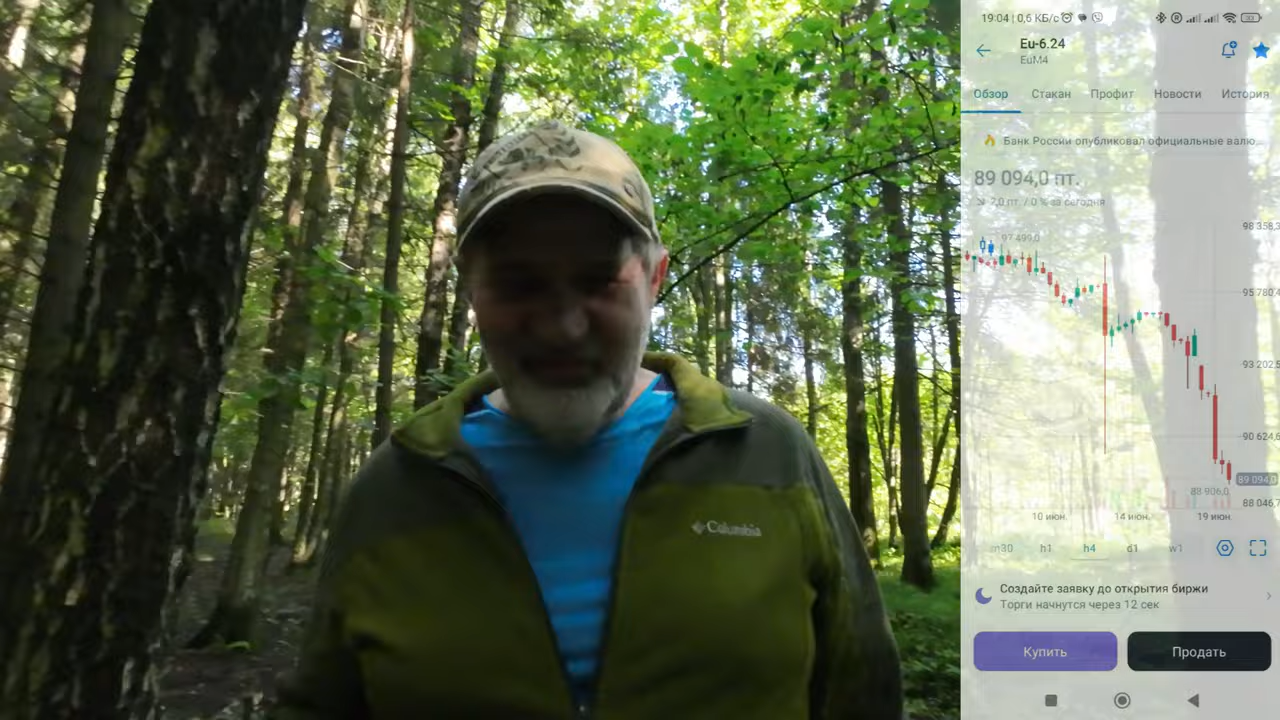 Columbia
19:04 | 0,6 КБ/с
Eu-6.24
EuM4
Обзор Стакан Профит Новости История
Банк России опубликовал официальные валю...
89 094,0 пт.
7,0 пт. / 0 % за сегодня
98 358,3
97 499,0
95 780,4
93 202,5
90 624,6
89 094,0
88 906,0
88 046,7
10 июн. 14 июн. 19 июн.
m30 h1 h4 d1 w1
Создайте заявку до открытия биржи
Торги начнутся через 12 сек
Купить Продать